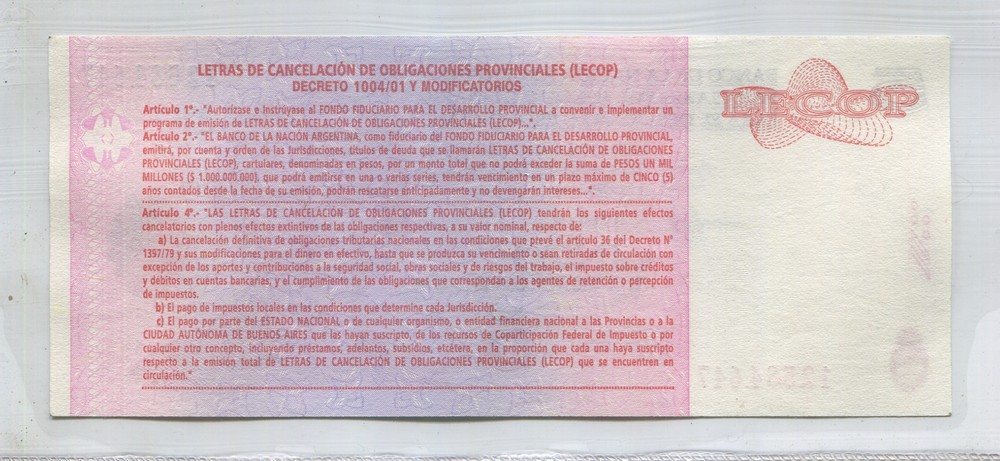 LETRAS DE CANCELACIÓN DE OBLIGACIONES PROVINCIALES (LECOP)
DECRETO 1004/01 Y MODIFICATORIOS
LECOP
Artículo 1º.- "Autorízase e Instrúyese al FONDO FIDUCIARIO PARA EL DESARROLLO PROVINCIAL a convenir e implementar un
programa de emisión de LETRAS DE CANCELACIÓN DE OBLIGACIONES PROVINCIALES (LECOP)...".
Artículo 2º.- "EL BANCO DE LA NACIÓN ARGENTINA, como fiduciario del FONDO FIDUCIARIO PARA EL DESARROLLO PROVINCIAL,
emitirá, por cuenta y orden de las Jurisdicciones, títulos de deuda que se llamarán LETRAS DE CANCELACIÓN DE OBLIGACIONES
PROVINCIALES (LECOP), cartulares, denominadas en pesos, por un monto total que no podrá exceder la suma de PESOS UN MIL
MILLONES ($ 1.000.000.000), que podrá emitirse en una o varias series, tendrán vencimiento en un plazo máximo de CINCO (5)
años contados desde la fecha de su emisión, podrán rescatarse anticipadamente y no devengarán intereses...".
Artículo 4º.- "LAS LETRAS DE CANCELACIÓN DE OBLIGACIONES PROVINCIALES (LECOP) tendrán los siguientes efectos
cancelatorios con plenos efectos extintivos de las obligaciones respectivas, a su valor nominal, respecto de:
a) La cancelación definitiva de obligaciones tributarias nacionales en las condiciones que prevé el artículo 36 del Decreto Nº
1397/79 y sus modificaciones para el dinero en efectivo, hasta que se produzca su vencimiento o sean retiradas de circulación con
excepción de los aportes y contribuciones a la seguridad social, obras sociales y de riesgos del trabajo, el impuesto sobre créditos
y débitos en cuentas bancarias, y el cumplimiento de las obligaciones que correspondan a los agentes de retención o percepción
de impuestos.
b) El pago de impuestos locales en las condiciones que determine cada Jurisdicción.
c) El pago por parte del ESTADO NACIONAL o de cualquier organismo, o entidad financiera nacional a las Provincias o a la
CIUDAD AUTÓNOMA DE BUENOS AIRES que las hayan suscripto, de los recursos de Coparticipación Federal de Impuesto o por
cualquier otro concepto, incluyendo préstamos, adelantos, subsidios, etcétera, en la proporción que cada una haya suscripto
respecto a la emisión total de LETRAS DE CANCELACIÓN DE OBLIGACIONES PROVINCIALES (LECOP) que se encuentren en
circulación."